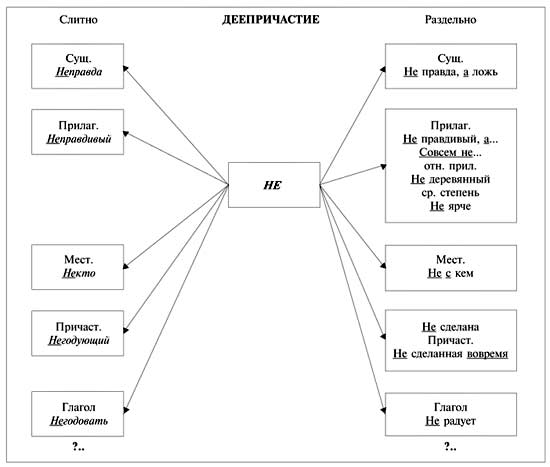 Слитно
ДЕЕПРИЧАСТИЕ
Раздельно
Сущ.
Неправда
Прилаг.
Неправдивый
Мест.
Некто
Причаст.
Негодующий
Глагол
Негодовать
?..
НЕ
Сущ.
Не правда, а ложь
Прилаг.
Не правдивый, а...
Совсем не...
отн. прил.
Не деревянный
ср. степень
Не ярче
Мест.
Не с кем
Не сделана
Причаст.
Не сделанная вовремя
Глагол
Не радует
?..